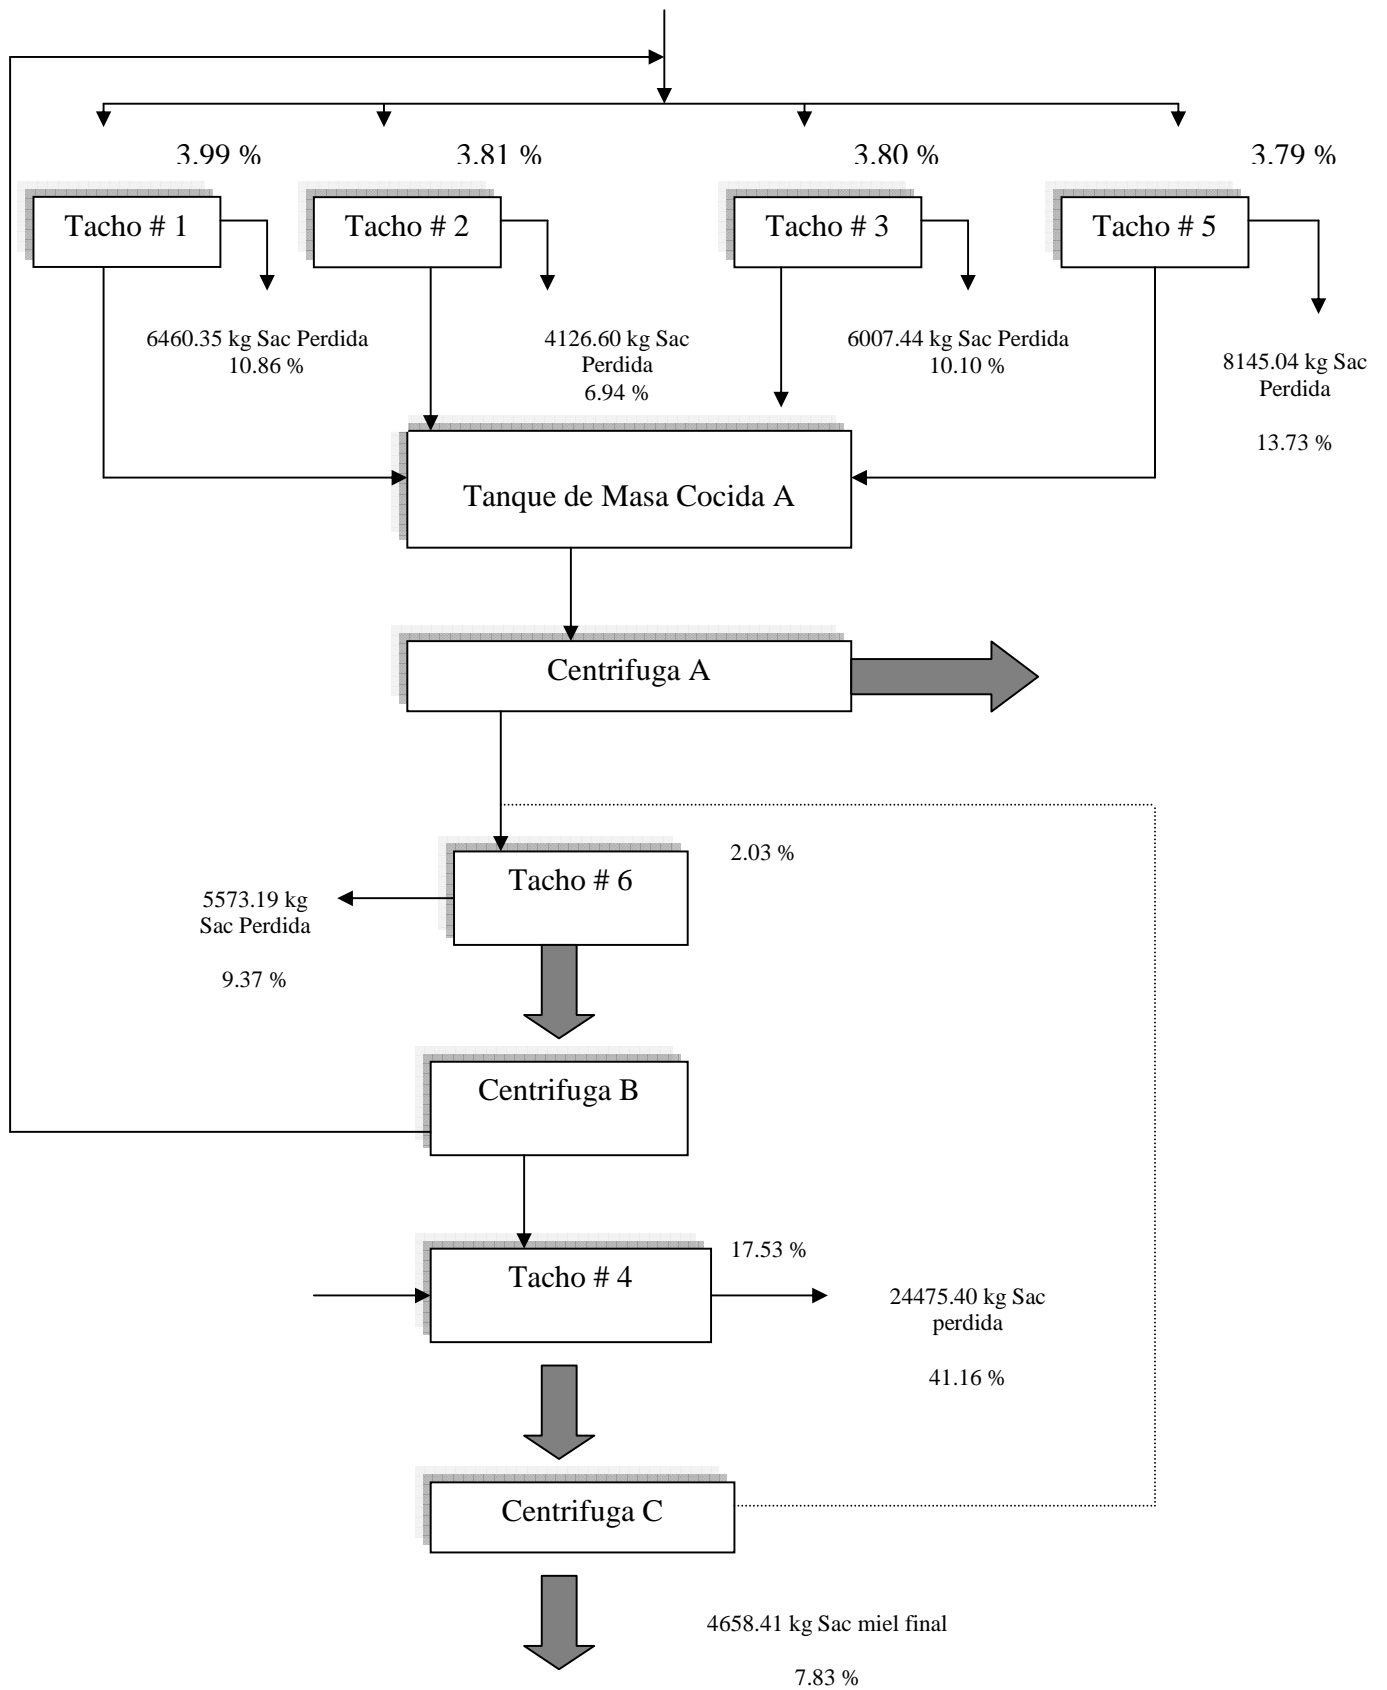 3.99 %
3.81 %
3.80 %
3.79 %
Tacho # 1
Tacho # 2
Tacho # 3
Tacho # 5
6460.35 kg Sac Perdida
10.86 %
4126.60 kg Sac
Perdida
6.94 %
6007.44 kg Sac Perdida
10.10 %
8145.04 kg Sac
Perdida
13.73 %
Tanque de Masa Cocida A
Centrifuga A
2.03 %
Tacho # 6
5573.19 kg
Sac Perdida
9.37 %
Centrifuga B
17.53 %
Tacho # 4
24475.40 kg Sac
perdida
41.16 %
Centrifuga C
4658.41 kg Sac miel final
7.83 %